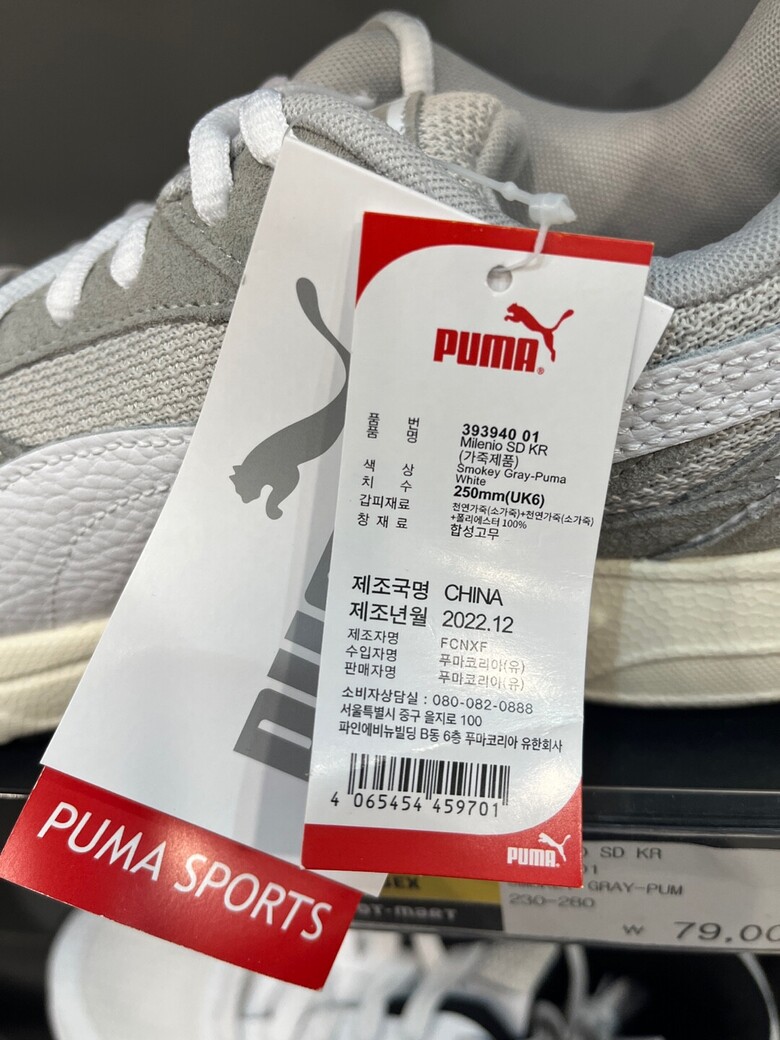 PUMA
품 번 393940 01
품 명 Milenio SD KR
(가죽제품)
색 상 Smokey Gray-Puma
White
치 수 250mm(UK6)
갑피재료 천연가죽(소가죽)+천연가죽(소가죽)
+폴리에스터 100%
창 재 료 합성고무
제조국명 CHINA
제조년월 2022.12
제조자명 FCNXF
수입자명 푸마코리아(유)
판매자명 푸마코리아(유)
소비자상담실 : 080-082-0888
서울특별시 중구 을지로 100
파인에비뉴빌딩 B동 6층 푸마코리아 유한회사
4 065454 459701
PUMA
PUMA SPORTS
SD KR
GRAY-PUM
230-280
₩ 79.00